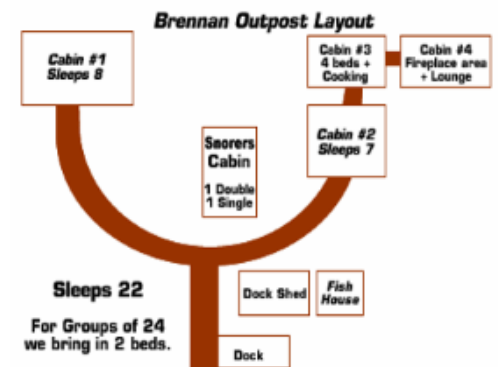 Brennan Outpost Layout
Cabin #1
Sleeps 8
Cabin #3
4 beds +
Cooking
Cabin #4
Fireplace area
+ Lounge
Cabin #2
Sleeps 7
Snorers
Cabin
1 Double
1 Single
Sleeps 22
For Groups of 24
we bring in 2 beds.
Dock Shed
Fish
House
Dock